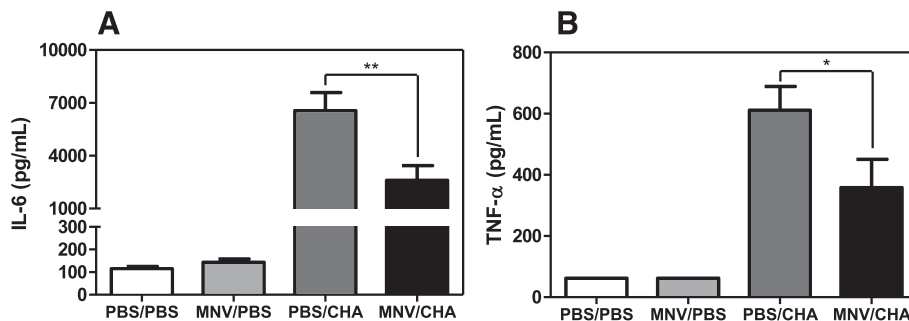 A
IL-6 (pg/mL)
10000
7000
4000
1000
300
200
100
0
**
PBS/PBS MNV/PBS PBS/CHA MNV/CHA
B
TNF-α (pg/mL)
800
600
400
200
0
*
PBS/PBS MNV/PBS PBS/CHA MNV/CHA